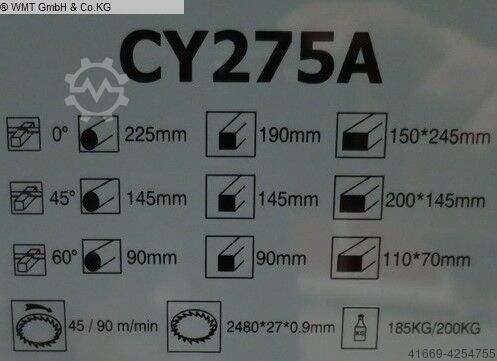 © WMT GmbH & Co.KG
CY275A
0° 225mm 190mm 150*245mm
45° 145mm 145mm 200*145mm
60° 90mm 90mm 110*70mm
45 / 90 m/min 2480*27*0.9mm 185KG/200KG
41669-4254755